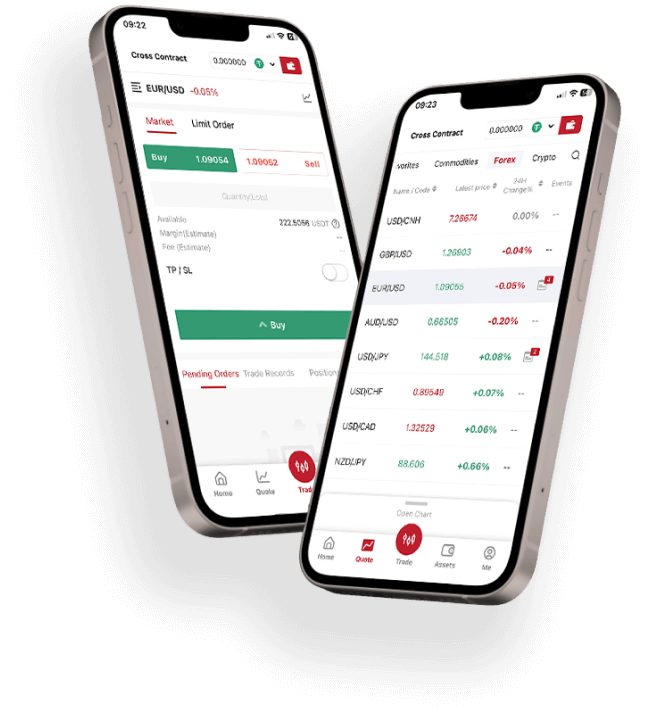 09:22
Cross Contract 0.000000
EUR/USD -0.05%
Market Limit Order
Buy 1.09054 1.09052 Sell
Quantity(Lots)
Available 222.5056 USDT
Margin(Estimate) --
Fee (Estimate) --
TP / SL
Buy
Pending Orders Trade Records Position
Home Quote Trad
09:23
Cross Contract 0.000000
vorites Commodities Forex Crypto
Name / Code Latest price 24H Change% Events
USD/CNH 7.26674 0.00% --
GBP/USD 1.26903 -0.04% --
EUR/USD 1.09055 -0.05% 4
AUD/USD 0.66505 -0.20% --
USD/JPY 144.518 +0.08% 2
USD/CHF 0.89549 +0.07% --
USD/CAD 1.32529 +0.06% --
NZD/JPY 88.606 +0.66% --
Open Chart
Home Quote Trade Assets Me